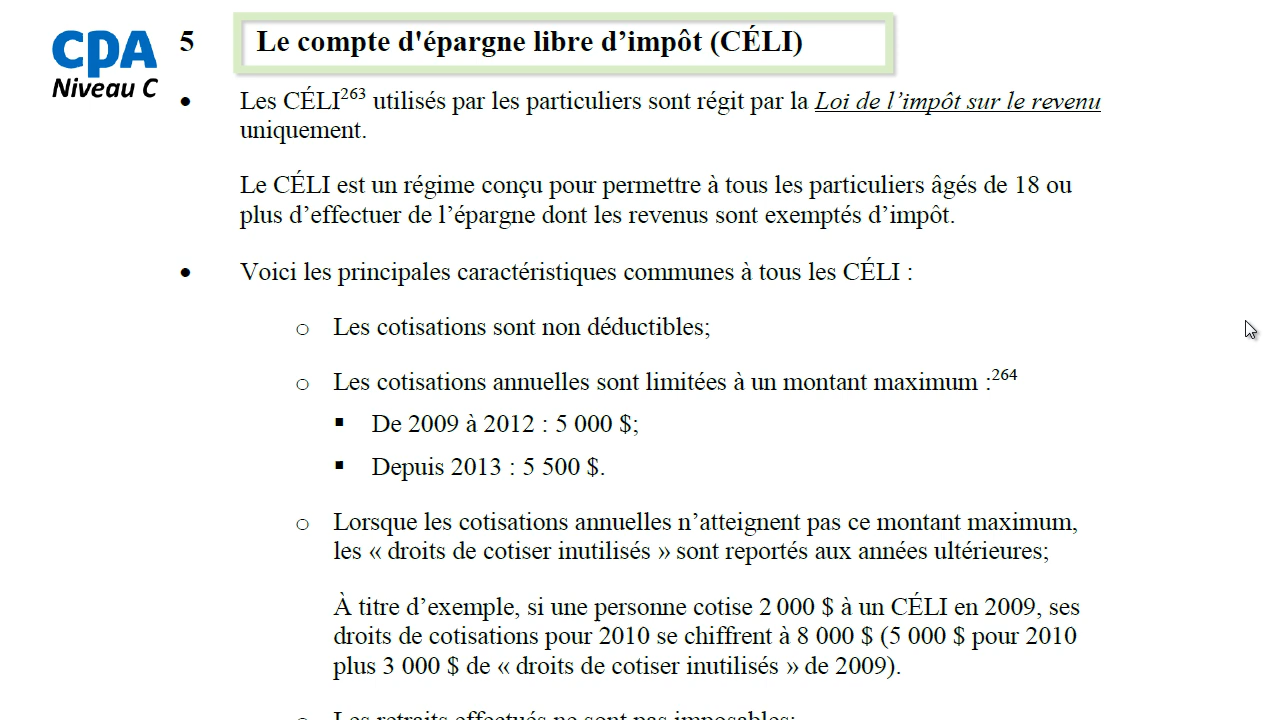 CPA
Niveau C
5 Le compte d'épargne libre d’impôt (CÉLI)
• Les CÉLI263 utilisés par les particuliers sont régit par la Loi de l’impôt sur le revenu
uniquement.
Le CÉLI est un régime conçu pour permettre à tous les particuliers âgés de 18 ou
plus d’effectuer de l’épargne dont les revenus sont exemptés d’impôt.
• Voici les principales caractéristiques communes à tous les CÉLI :
o Les cotisations sont non déductibles;
o Les cotisations annuelles sont limitées à un montant maximum :264
▪ De 2009 à 2012 : 5 000 $;
▪ Depuis 2013 : 5 500 $.
o Lorsque les cotisations annuelles n’atteignent pas ce montant maximum,
les « droits de cotiser inutilisés » sont reportés aux années ultérieures;
À titre d’exemple, si une personne cotise 2 000 $ à un CÉLI en 2009, ses
droits de cotisations pour 2010 se chiffrent à 8 000 $ (5 000 $ pour 2010
plus 3 000 $ de « droits de cotiser inutilisés » de 2009).
o Les retraits effectués ne sont pas imposables;